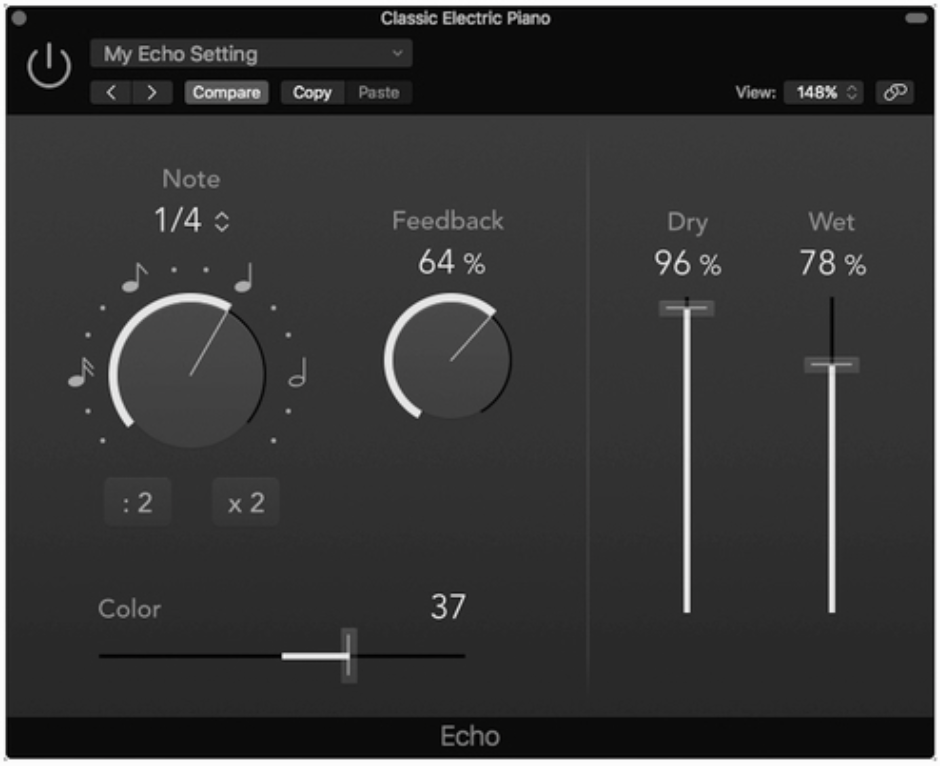 Classic Electric Piano
My Echo Setting
Compare Copy Paste View: 148%
Note
1/4
Feedback
64 %
Dry Wet
96 % 78 %
: 2 x 2
Color 37
Echo